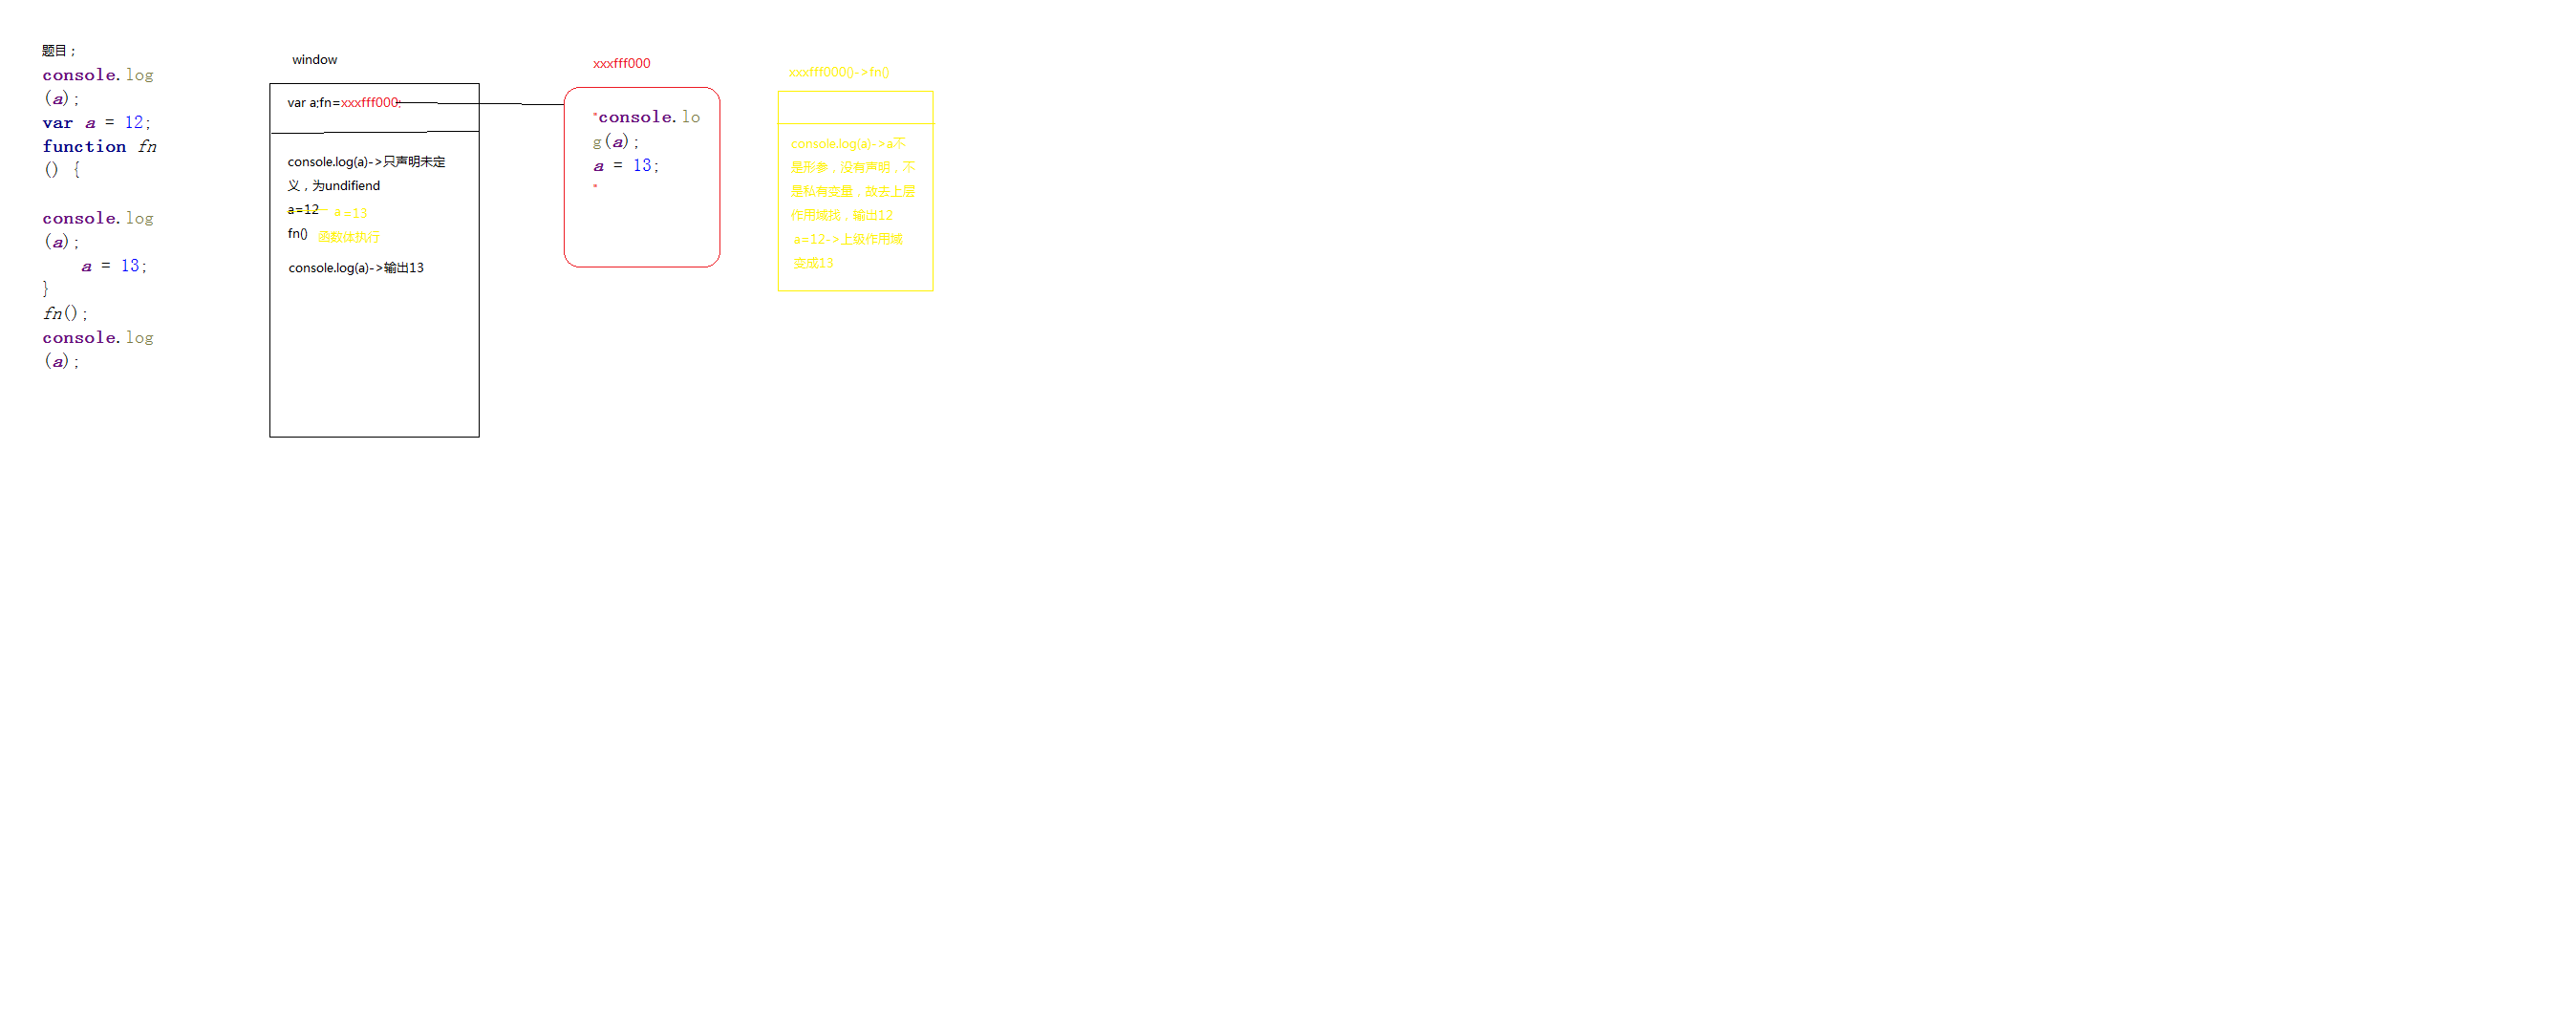 题目；
console.log
(a);
var a = 12;
function fn
() {
console.log
(a);
a = 13;
}
fn();
console.log
(a);
window
var a;fn=xxxfff000;
console.log(a)->只声明未定
义，为undifiend
a=12 a=13
fn() 函数体执行
console.log(a)->输出13
xxxfff000
"console.lo
g(a);
a = 13;
"
xxxfff000()->fn()
console.log(a)->a不
是形参，没有声明，不
是私有变量，故去上层
作用域找，输出12
a=12->上级作用域
变成13